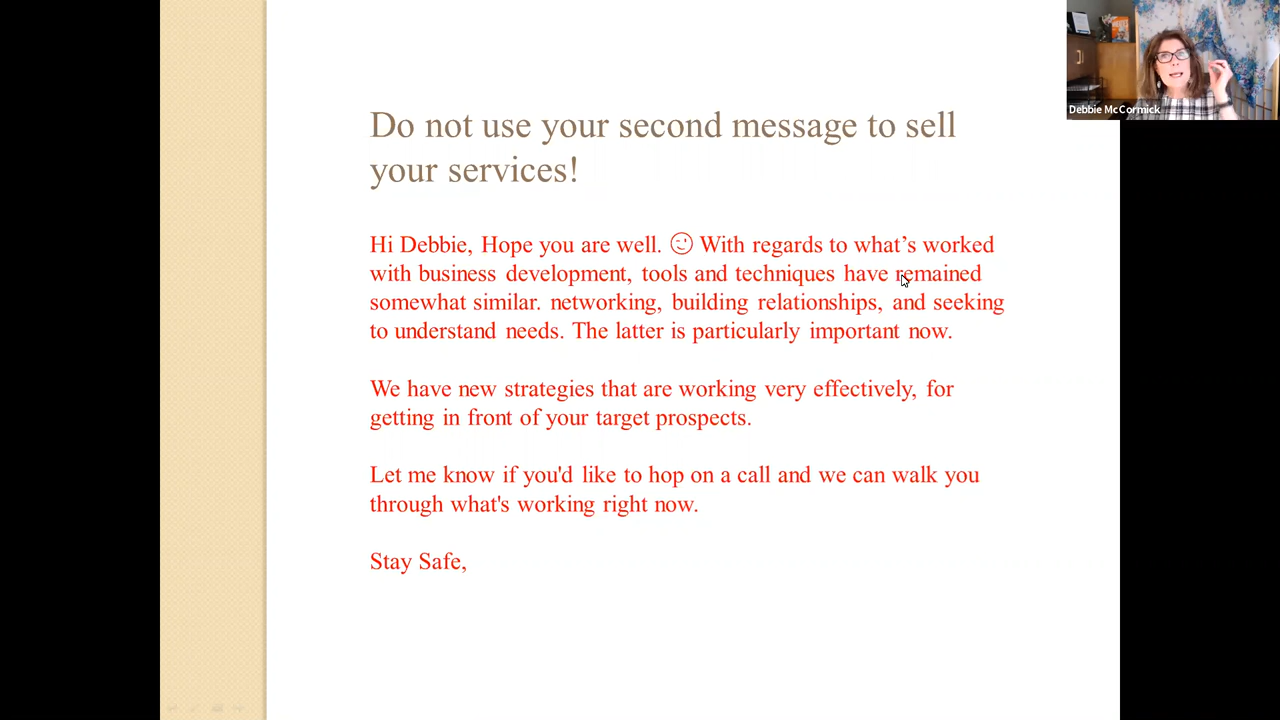 Do not use your second message to sell
your services!
Hi Debbie, Hope you are well. 😉 With regards to what’s worked
with business development, tools and techniques have remained
somewhat similar. networking, building relationships, and seeking
to understand needs. The latter is particularly important now.
We have new strategies that are working very effectively, for
getting in front of your target prospects.
Let me know if you'd like to hop on a call and we can walk you
through what's working right now.
Stay Safe,
Debbie McCormick